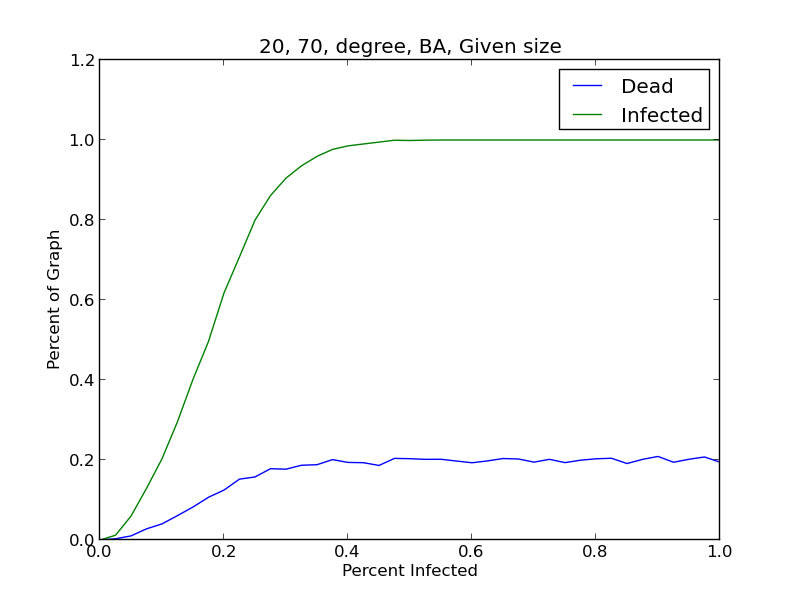 20, 70, degree, BA, Given size
1.2
Dead
Infected
1.0
0.8
Percent of Graph
0.6
0.4
0.2
0.0
0.0 0.2 0.4 0.6 0.8 1.0
Percent Infected